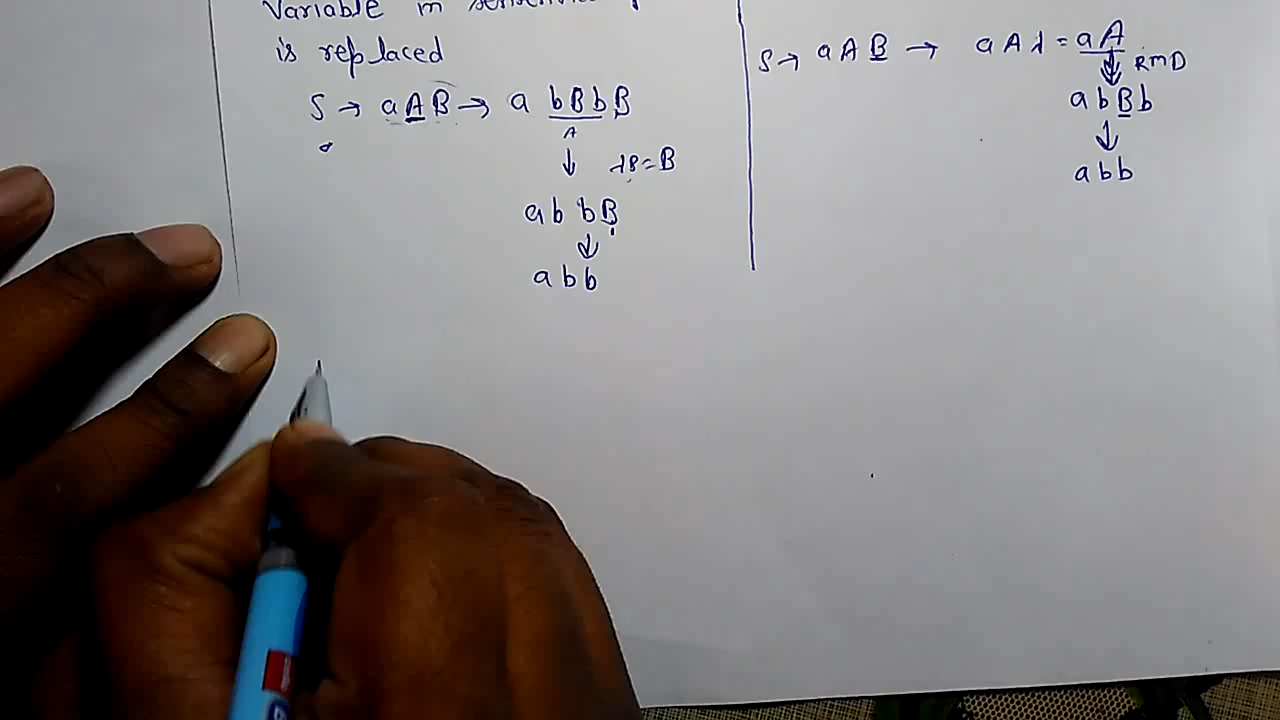 Variable in
is replaced
S → aAB → a bBbB
A
↓ λB = B
ab bB
↓
abb
S → aAB → aAλ = aA
RMD
abBb
↓
abb